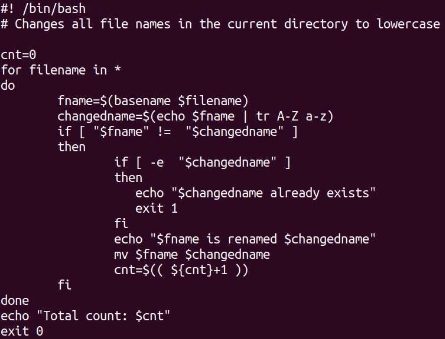 #! /bin/bash
# Changes all file names in the current directory to lowercase

cnt=0
for filename in *
do
        fname=$(basename $filename)
        changedname=$(echo $fname | tr A-Z a-z)
        if [ "$fname" !=  "$changedname" ]
        then
                if [ -e  "$changedname" ]
                then
                   echo "$changedname already exists"
                   exit 1
                fi
                echo "$fname is renamed $changedname"
                mv $fname $changedname
                cnt=$(( ${cnt}+1 ))
        fi
done
echo "Total count: $cnt"
exit 0